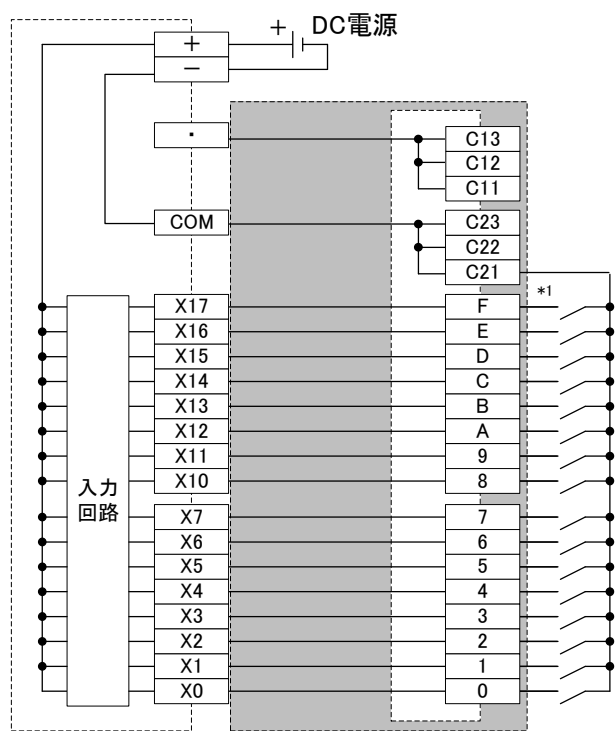 + DC電源
+
−
・
C13
C12
C11
COM
C23
C22
C21
*1
X17 F
X16 E
X15 D
X14 C
X13 B
X12 A
X11 9
X10 8
入力
回路
X7 7
X6 6
X5 5
X4 4
X3 3
X2 2
X1 1
X0 0